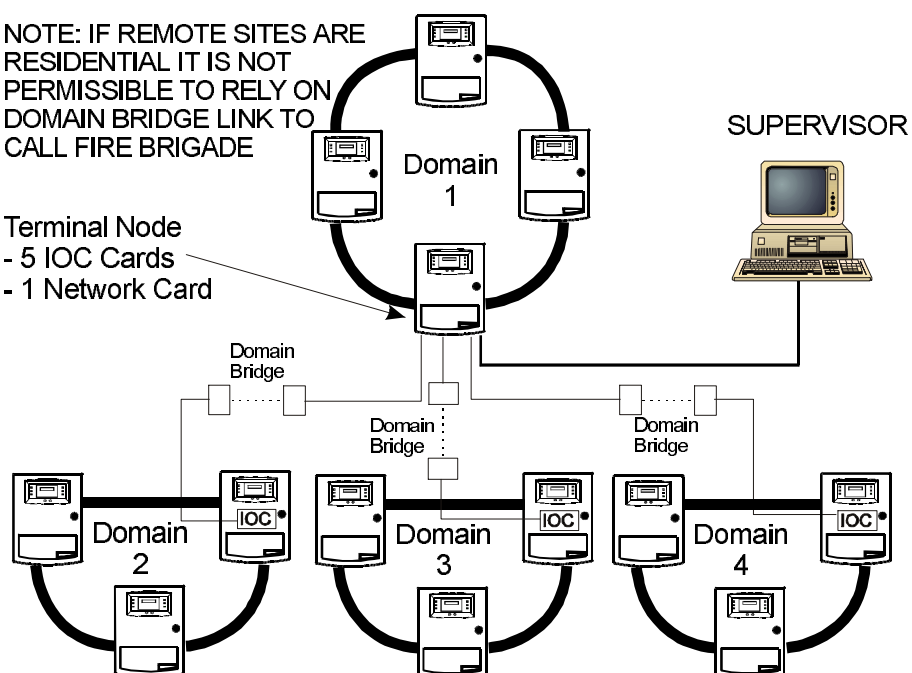 NOTE: IF REMOTE SITES ARE
RESIDENTIAL IT IS NOT
PERMISSIBLE TO RELY ON
DOMAIN BRIDGE LINK TO
CALL FIRE BRIGADE
SUPERVISOR
Domain
1
Terminal Node
- 5 IOC Cards
- 1 Network Card
Domain
Bridge
Domain
Bridge
Domain
Bridge
IOC
Domain
2
IOC
Domain
3
IOC
Domain
4